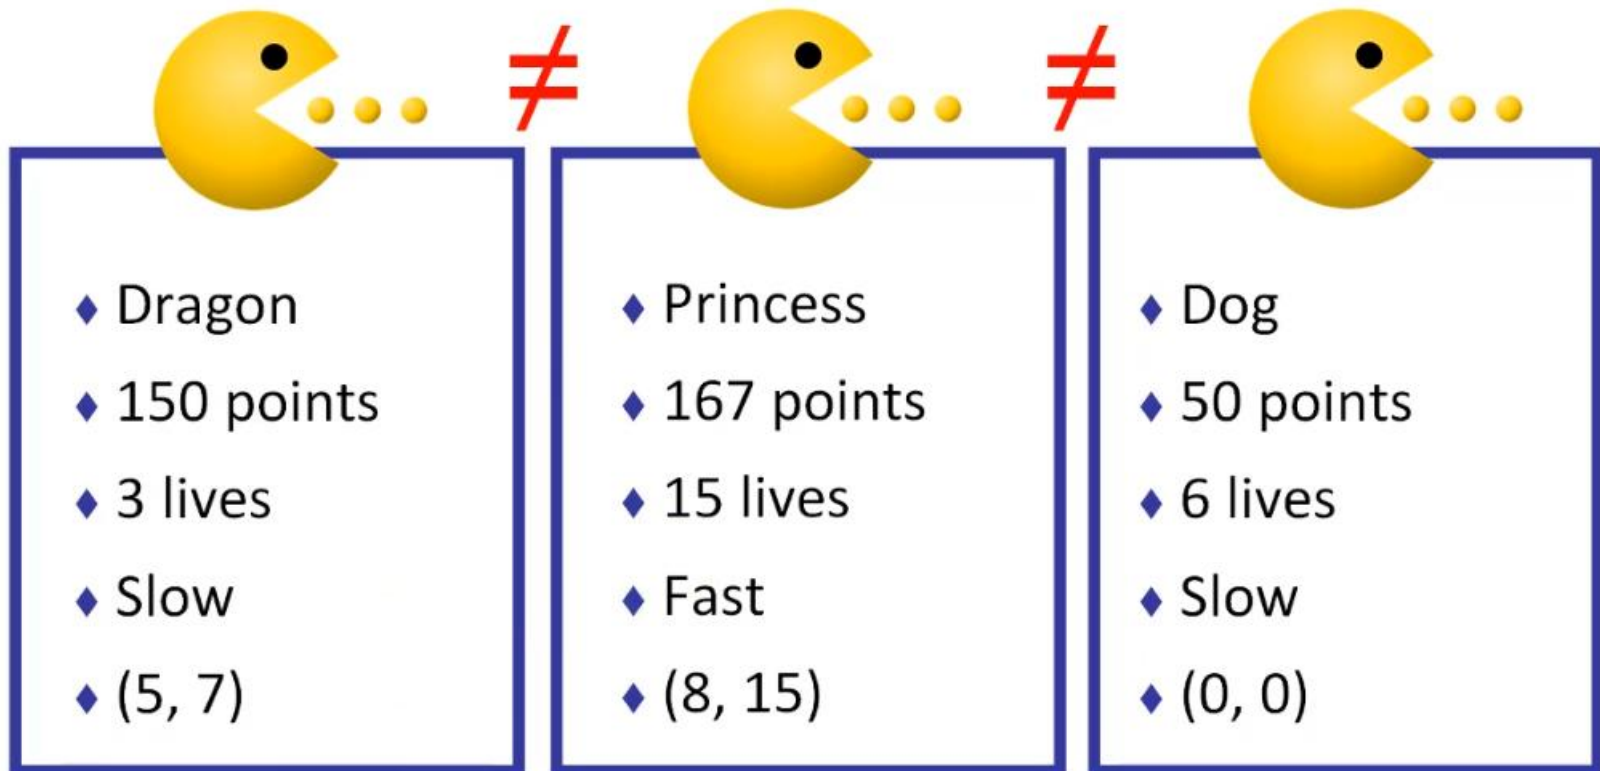 ≠ ≠
Dragon
150 points
3 lives
Slow
(5, 7)
Princess
167 points
15 lives
Fast
(8, 15)
Dog
50 points
6 lives
Slow
(0, 0)